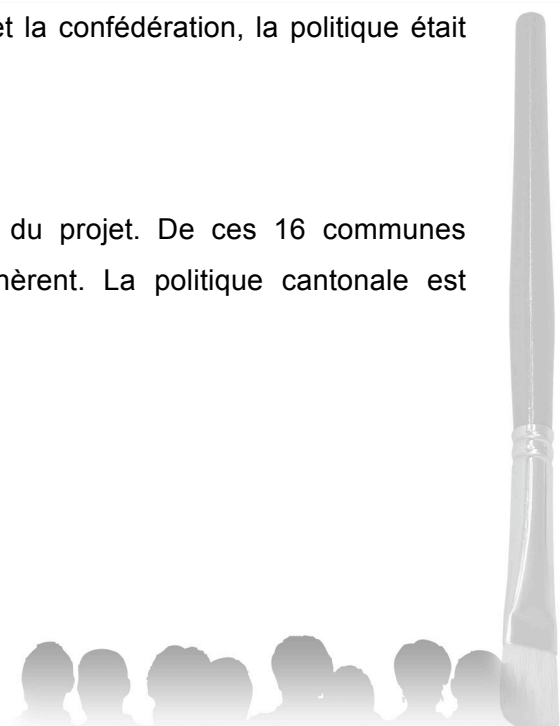 et la confédération, la politique était
du projet. De ces 16 communes
hèrent. La politique cantonale est